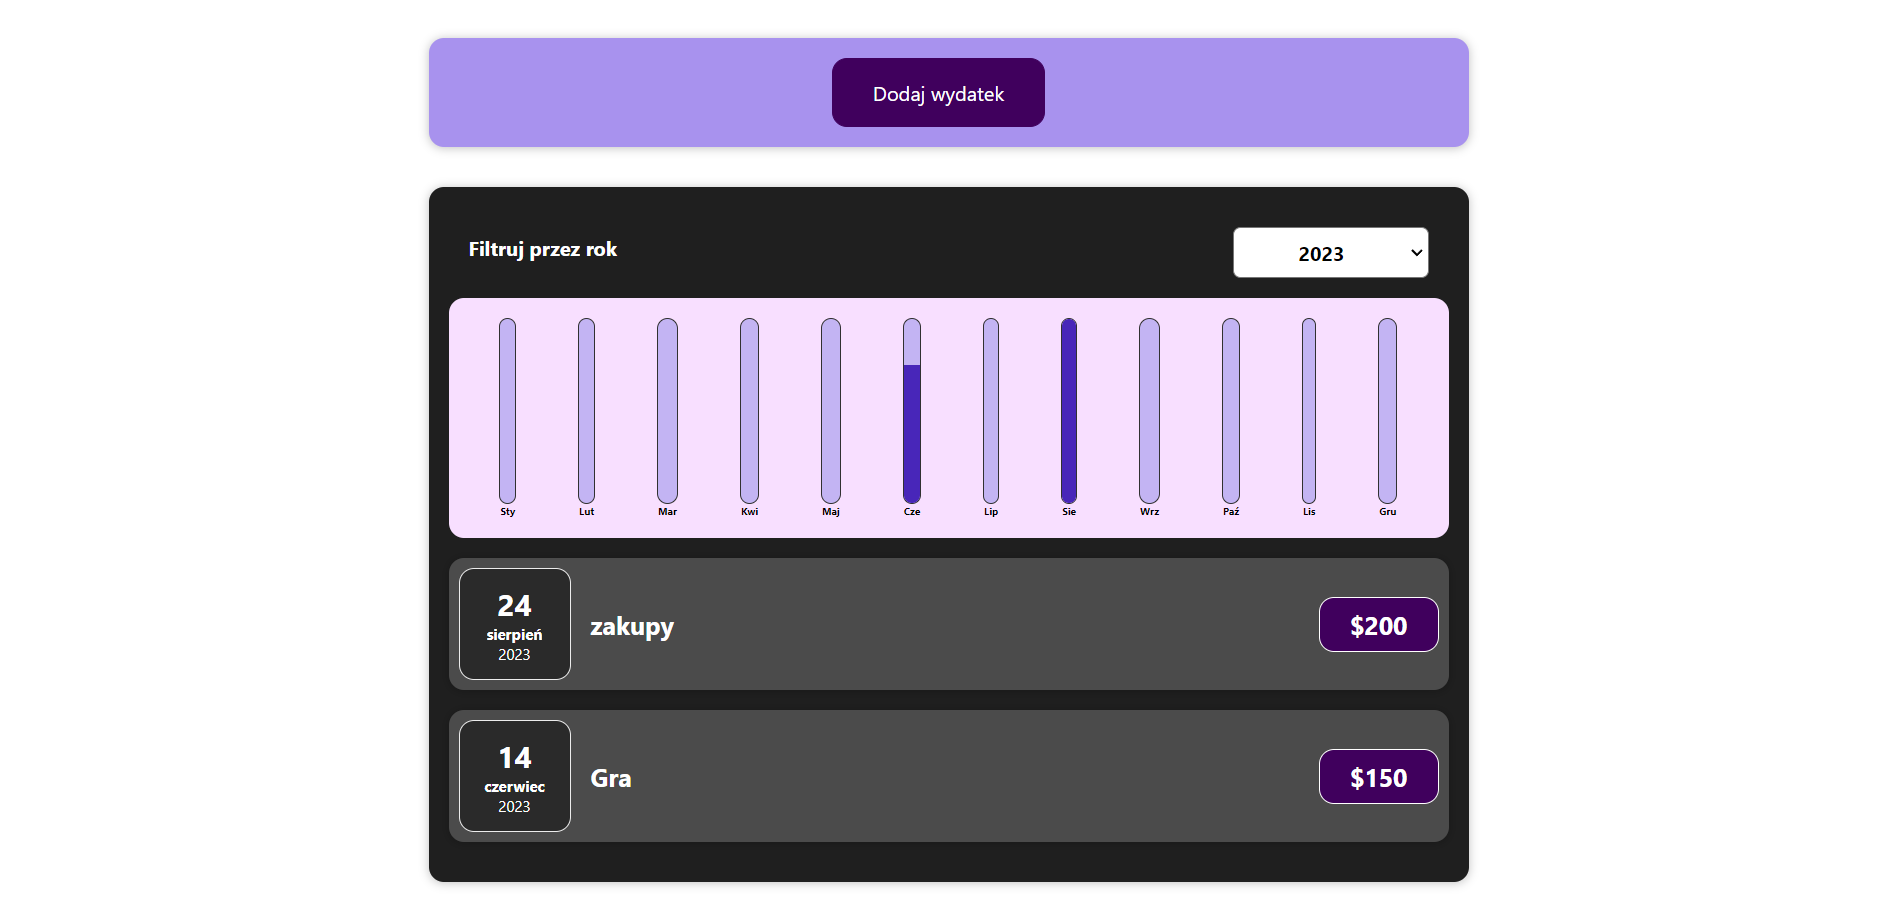 Dodaj wydatek
Filtruj przez rok
2023
Sty Lut Mar Kwi Maj Cze Lip Sie Wrz Paź Lis Gru
24
sierpień
2023
zakupy
$200
14
czerwiec
2023
Gra
$150